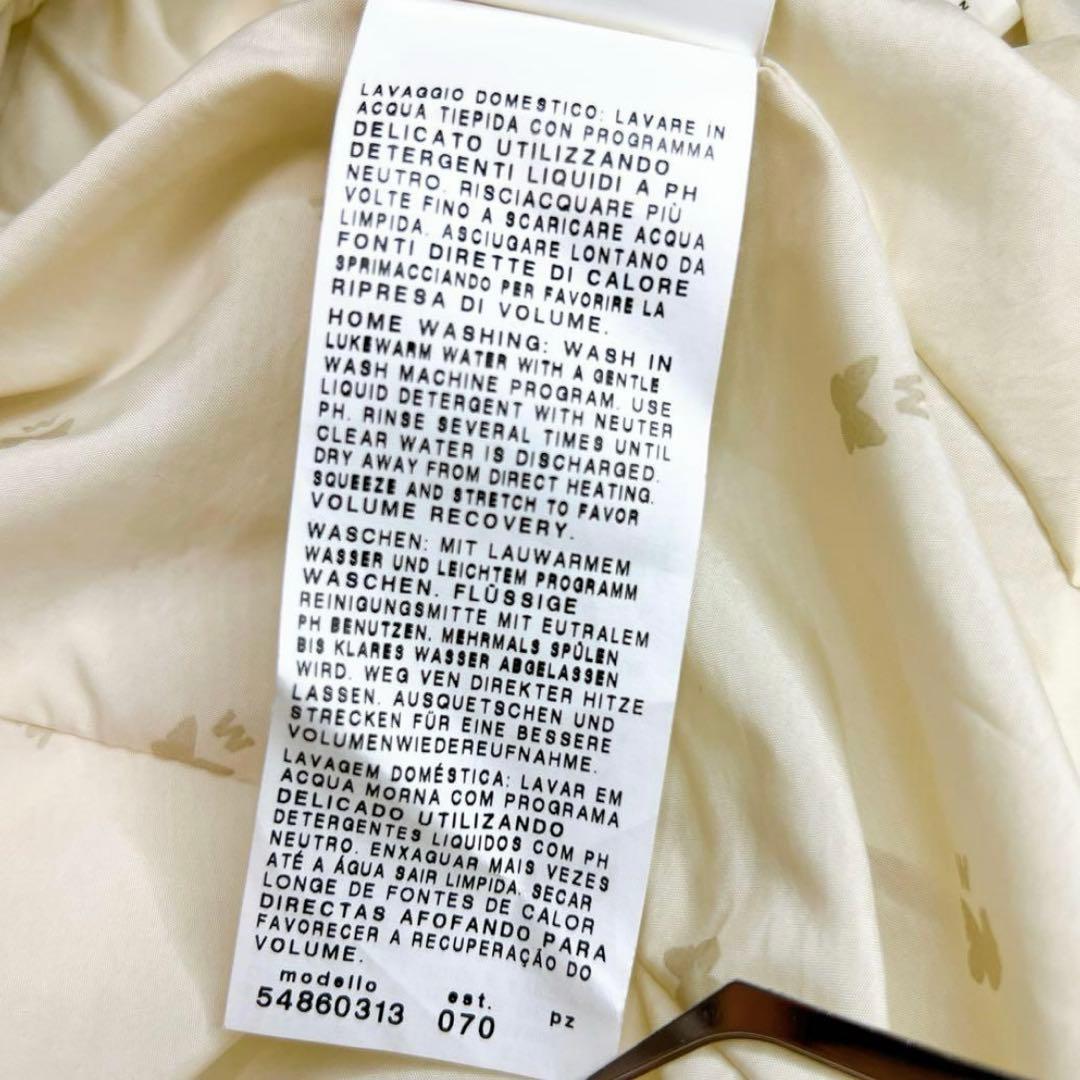 LAVAGGIO DOMESTICO: LAVARE IN
ACQUA TIEPIDA CON PROGRAMMA
DELICATO UTILIZZANDO
DETERGENTI LIQUIDI A PH
NEUTRO. RISCIACQUARE PIÙ
VOLTE FINO A SCARICARE ACQUA
LIMPIDA. ASCIUGARE LONTANO DA
FONTI DIRETTE DI CALORE
SPRIMACCIANDO PER FAVORIRE LA
RIPRESA DI VOLUME.
HOME WASHING: WASH IN
LUKEWARM WATER WITH A GENTLE
WASH MACHINE PROGRAM. USE
LIQUID DETERGENT WITH NEUTER
PH. RINSE SEVERAL TIMES UNTIL
CLEAR WATER IS DISCHARGED.
DRY AWAY FROM DIRECT HEATING.
SQUEEZE AND STRETCH TO FAVOR
VOLUME RECOVERY.
WASCHEN: MIT LAUWARMEM
WASSER UND LEICHTEM PROGRAMM
WASCHEN. FLÜSSIGE
REINIGUNGSMITTE MIT EUTRALEM
PH BENUTZEN. MEHRMALS SPÜLEN
BIS KLARES WASSER ABGELASSEN
WIRD. WEG VEN DIREKTER HITZE
LASSEN. AUSQUETSCHEN UND
STRECKEN FÜR EINE BESSERE
VOLUMENWIEDEREUFNAHME.
LAVAGEM DOMÉSTICA: LAVAR EM
ACQUA MORNA COM PROGRAMA
DELICADO UTILIZANDO
DETERGENTES LIQUIDOS COM PH
NEUTRO. ENXAGUAR MAIS VEZES
ATÉ A ÁGUA SAIR LIMPIDA. SECAR
LONGE DE FONTES DE CALOR
DIRECTAS AFOFANDO PARA
FAVORECER A RECUPERAÇÃO DO
VOLUME.
modello est. pz
54860313 070